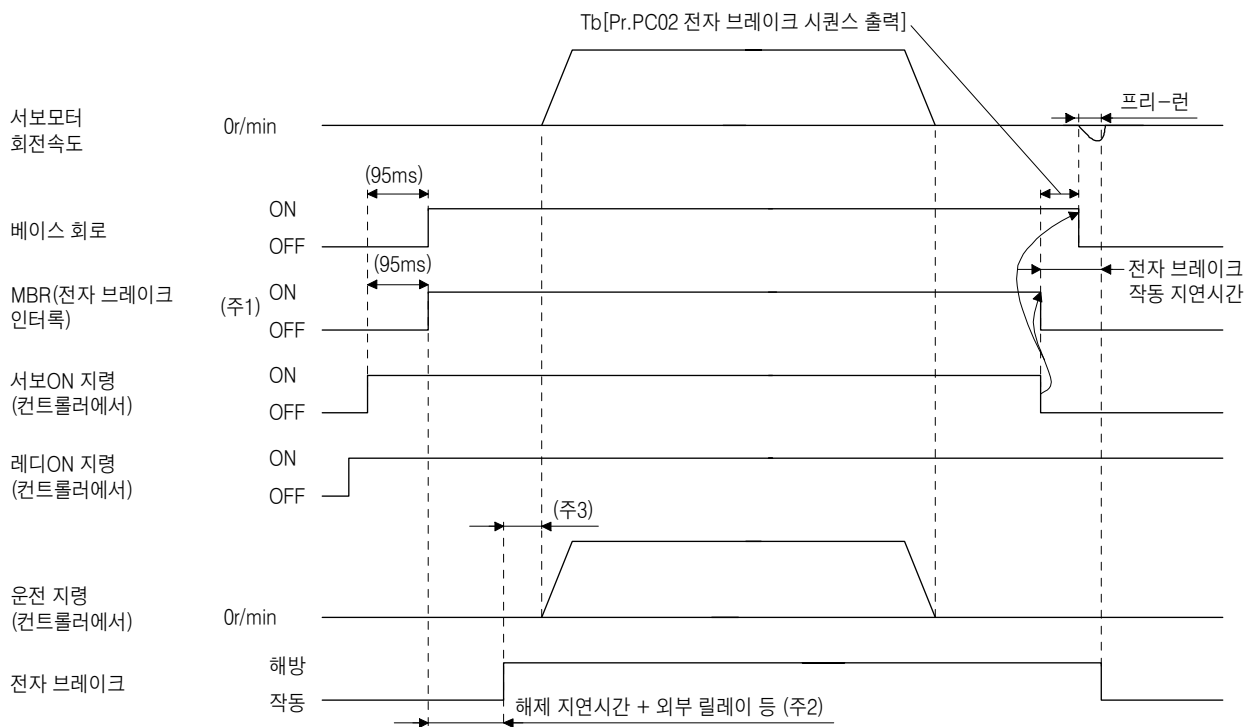 Tb[Pr.PC02 전자 브레이크 시퀀스 출력]
프리-런
서보모터
회전속도
0r/min
(95ms)
베이스 회로
ON
OFF
(95ms)
전자 브레이크
작동 지연시간
MBR(전자 브레이크
인터록)
(주1)
ON
OFF
서보ON 지령
(컨트롤러에서)
ON
OFF
레디ON 지령
(컨트롤러에서)
ON
OFF
(주3)
운전 지령
(컨트롤러에서)
0r/min
전자 브레이크
해방
작동
해제 지연시간 + 외부 릴레이 등 (주2)